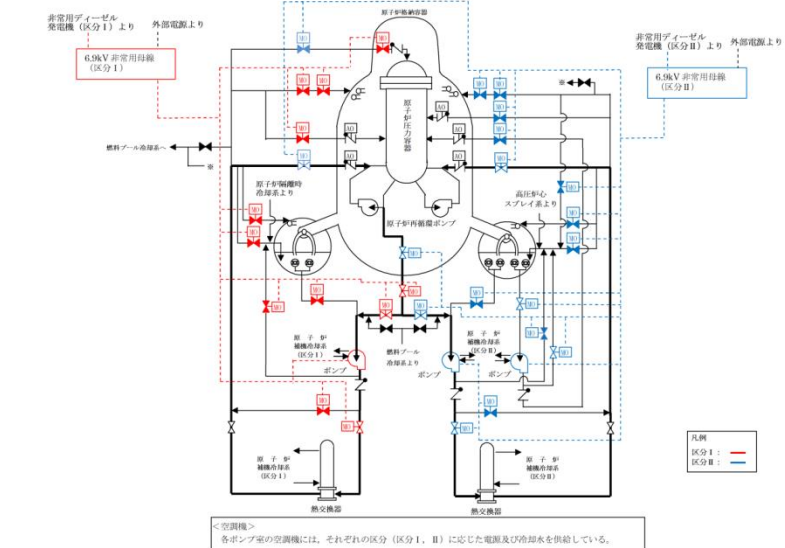 非常用ディーゼル
発電機（区分Ⅰ）より
外部電源より
6.9kV 非常用母線
（区分Ⅰ）
原子炉格納容器
非常用ディーゼル
発電機（区分Ⅱ）より
外部電源より
6.9kV 非常用母線
（区分Ⅱ）
原子炉圧力容器
AO
AO
AO
AO
※
燃料プール冷却系へ
※
原子炉隔離時
冷却系より
原子炉再循環ポンプ
高圧炉心
スプレイ系より
原子炉
補機冷却系
（区分Ⅰ）
ポンプ
燃料プール
冷却系より
原子炉
補機冷却系
（区分Ⅱ）
ポンプ
原子炉
補機冷却系
（区分Ⅰ）
熱交換器
原子炉
補機冷却系
（区分Ⅱ）
熱交換器
凡例
区分Ⅰ：
区分Ⅱ：
＜空調機＞
各ポンプ室の空調機には、それぞれの区分（区分Ⅰ，Ⅱ）に応じた電源及び冷却水を供給している。